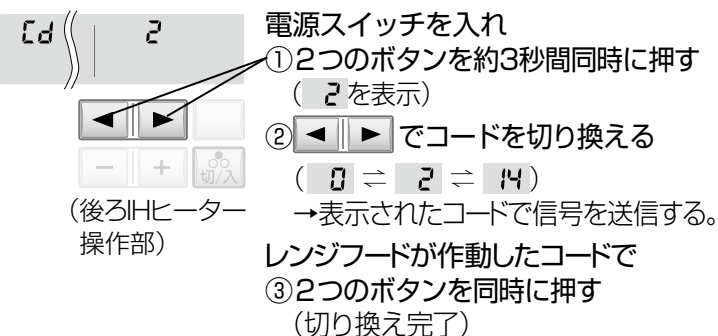 Cd 2
電源スイッチを入れ
①2つのボタンを約3秒間同時に押す
( 2を表示)
②◀ ▶でコードを切り換える
( 0 ⇌ 2 ⇌ 14 )
→表示されたコードで信号を送信する。
レンジフードが作動したコードで
③2つのボタンを同時に押す
(切り換え完了)
◀ ▶
− + 切/入
(後ろIHヒーター
操作部)